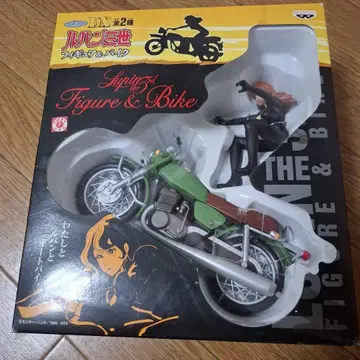 DX 全2種
ルパン三世
フィギュア&バイク
Lupin the 3rd
Figure & Bike
THE
FIGURE & BIK
わたしと
ルパンと
オートバイ